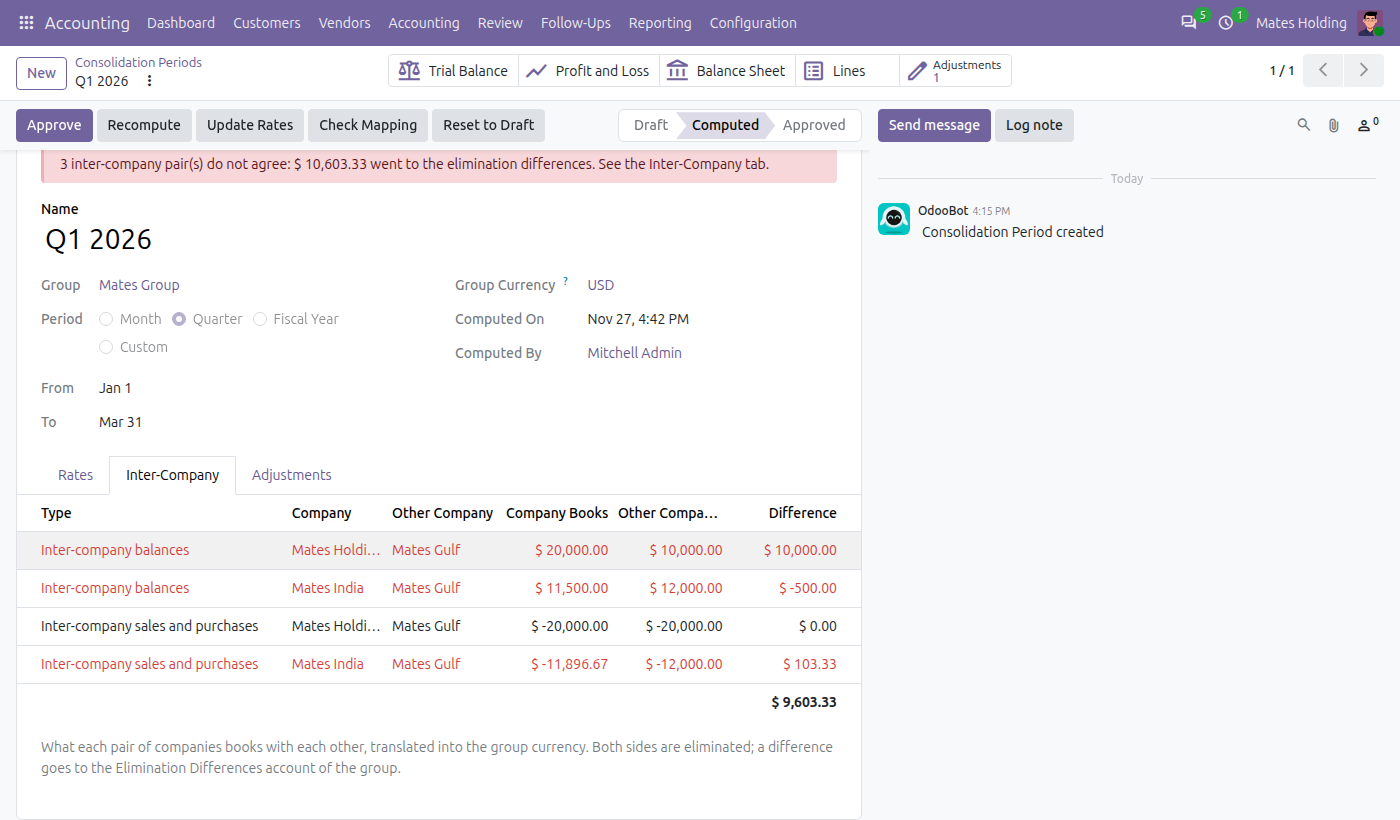 Accounting Dashboard Customers Vendors Accounting Review Follow-Ups Reporting Configuration 5 1 Mates Holding
New Consolidation Periods
Q1 2026
Trial Balance Profit and Loss Balance Sheet Lines Adjustments 1
1 / 1
Approve Recompute Update Rates Check Mapping Reset to Draft Draft Computed Approved Send message Log note 0
3 inter-company pair(s) do not agree: $ 10,603.33 went to the elimination differences. See the Inter-Company tab.
Today
OdooBot 4:15 PM
Consolidation Period created
Name
Q1 2026
Group Mates Group Group Currency ? USD
Period Month Quarter Fiscal Year Computed On Nov 27, 4:42 PM
Custom Computed By Mitchell Admin
From Jan 1
To Mar 31
Rates Inter-Company Adjustments
Type Company Other Company Company Books Other Compa... Difference
Inter-company balances Mates Holdi... Mates Gulf $ 20,000.00 $ 10,000.00 $ 10,000.00
Inter-company balances Mates India Mates Gulf $ 11,500.00 $ 12,000.00 $ -500.00
Inter-company sales and purchases Mates Holdi... Mates Gulf $ -20,000.00 $ -20,000.00 $ 0.00
Inter-company sales and purchases Mates India Mates Gulf $ -11,896.67 $ -12,000.00 $ 103.33
$ 9,603.33
What each pair of companies books with each other, translated into the group currency. Both sides are eliminated; a difference
goes to the Elimination Differences account of the group.